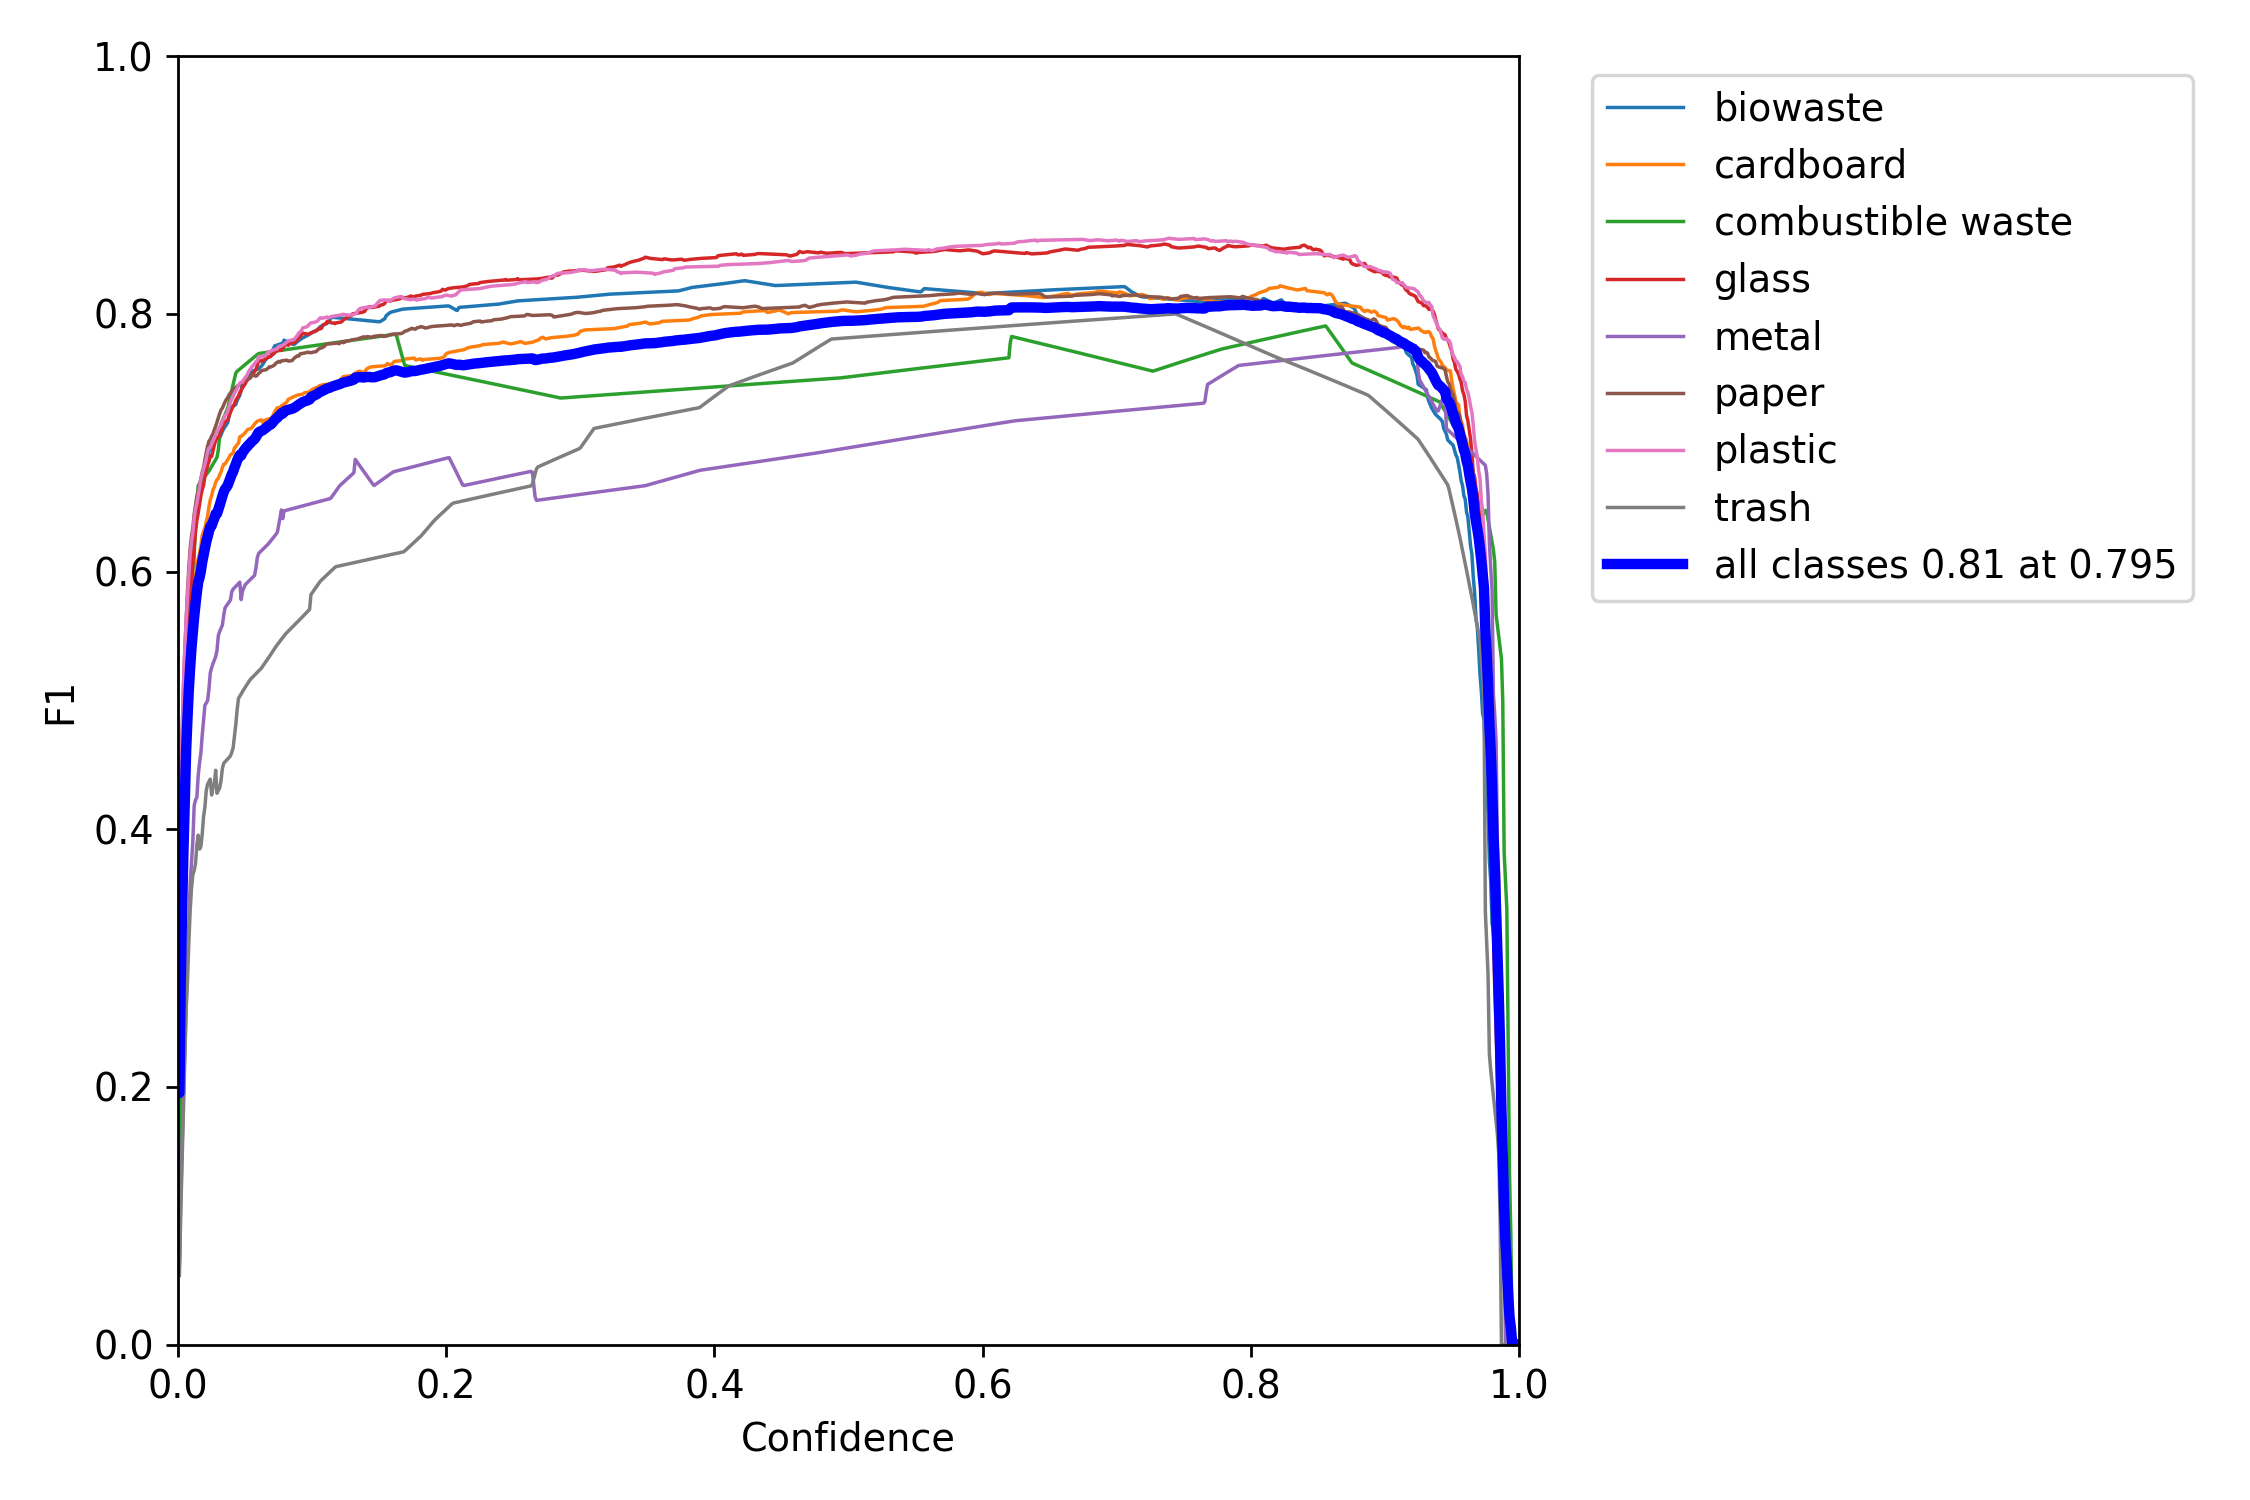 1.0
0.8
0.6
0.4
0.2
0.0
F1
0.0 0.2 0.4 0.6 0.8 1.0
Confidence
biowaste
cardboard
combustible waste
glass
metal
paper
plastic
trash
all classes 0.81 at 0.795